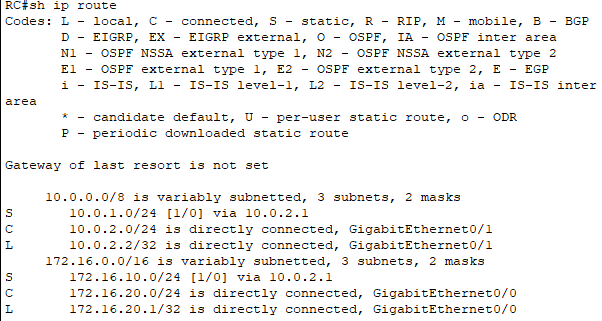 RC#sh ip route
Codes: L - local, C - connected, S - static, R - RIP, M - mobile, B - BGP
D - EIGRP, EX - EIGRP external, O - OSPF, IA - OSPF inter area
N1 - OSPF NSSA external type 1, N2 - OSPF NSSA external type 2
E1 - OSPF external type 1, E2 - OSPF external type 2, E - EGP
i - IS-IS, L1 - IS-IS level-1, L2 - IS-IS level-2, ia - IS-IS inter
area
* - candidate default, U - per-user static route, o - ODR
P - periodic downloaded static route
Gateway of last resort is not set
10.0.0.0/8 is variably subnetted, 3 subnets, 2 masks
S 10.0.1.0/24 [1/0] via 10.0.2.1
C 10.0.2.0/24 is directly connected, GigabitEthernet0/1
L 10.0.2.2/32 is directly connected, GigabitEthernet0/1
172.16.0.0/16 is variably subnetted, 3 subnets, 2 masks
S 172.16.10.0/24 [1/0] via 10.0.2.1
C 172.16.20.0/24 is directly connected, GigabitEthernet0/0
L 172.16.20.1/32 is directly connected, GigabitEthernet0/0